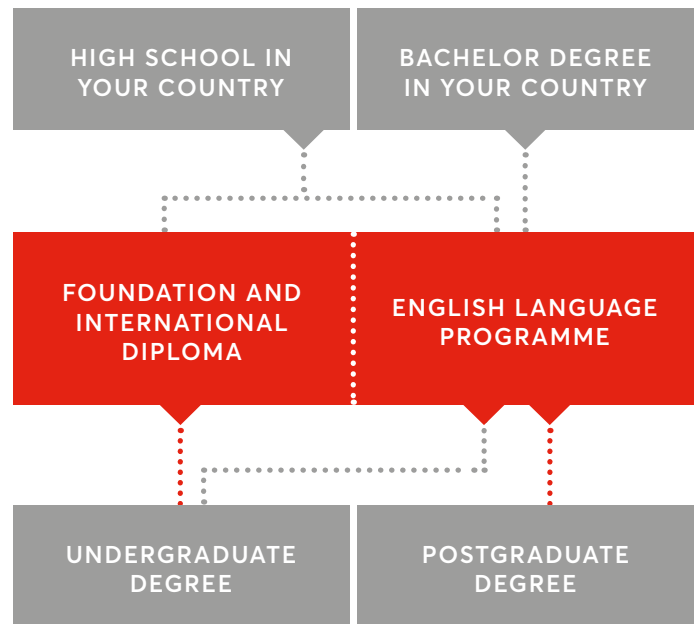 HIGH SCHOOL IN
YOUR COUNTRY
BACHELOR DEGREE
IN YOUR COUNTRY
FOUNDATION AND
INTERNATIONAL
DIPLOMA
ENGLISH LANGUAGE
PROGRAMME
UNDERGRADUATE
DEGREE
POSTGRADUATE
DEGREE